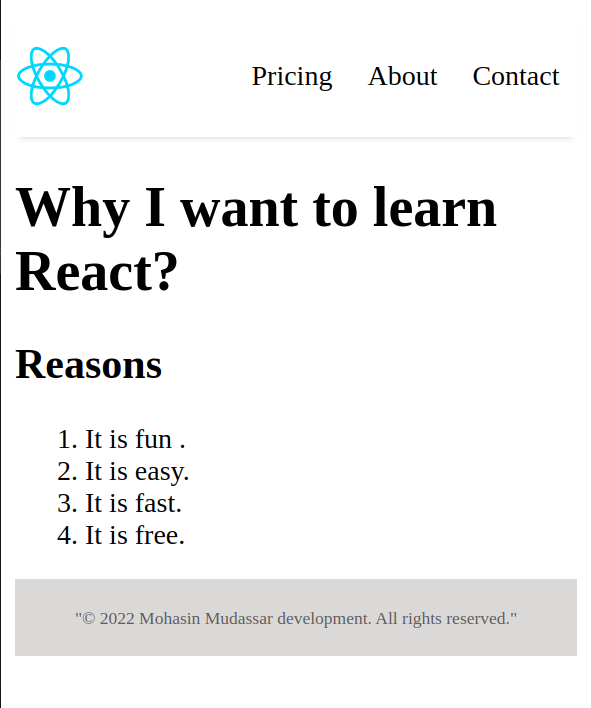 Pricing About Contact
Why I want to learn
React?
Reasons
1. It is fun .
2. It is easy.
3. It is fast.
4. It is free.
"© 2022 Mohasin Mudassar development. All rights reserved."